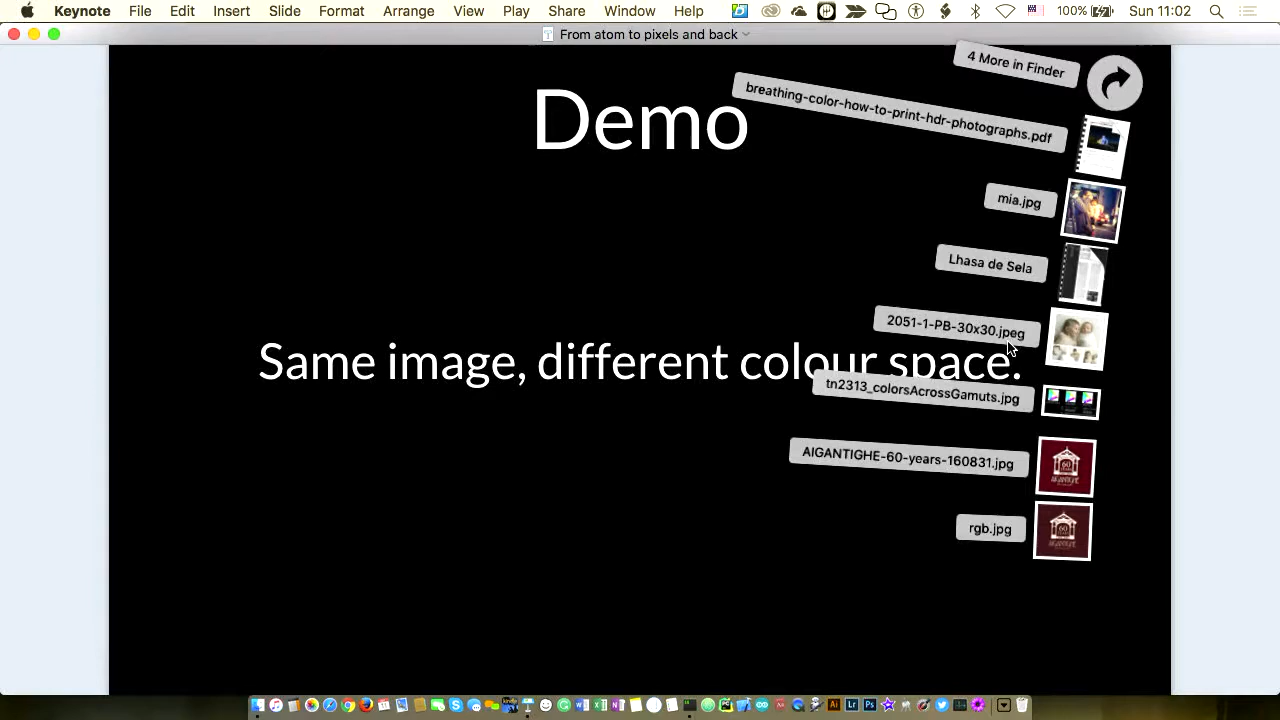 Keynote File Edit Insert Slide Format Arrange View Play Share Window Help 100% Sun 11:02
From atom to pixels and back
4 More in Finder
Demo
breathing-color-how-to-print-hdr-photographs.pdf
mia.jpg
Lhasa de Sela
2051-1-PB-30x30.jpeg
Same image, different colour space.
tn2313_colorsAcrossGamuts.jpg
AIGANTIGHE-60-years-160831.jpg
rgb.jpg